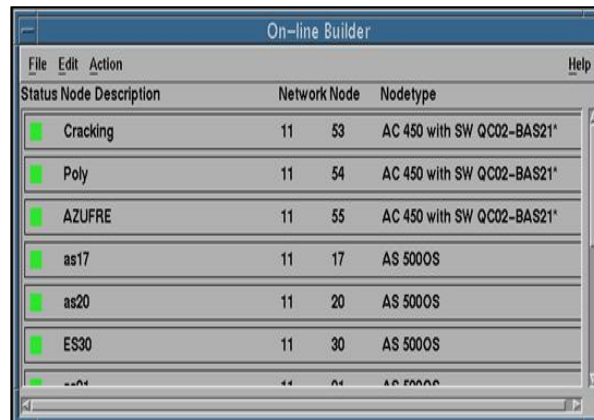 On-line Builder
File Edit Action Help
Status Node Description Network Node Nodetype
Cracking 11 53 AC 450 with SW QC02-BAS21*
Poly 11 54 AC 450 with SW QC02-BAS21*
AZUFRE 11 55 AC 450 with SW QC02-BAS21*
as17 11 17 AS 500OS
as20 11 20 AS 500OS
ES30 11 30 AS 500OS